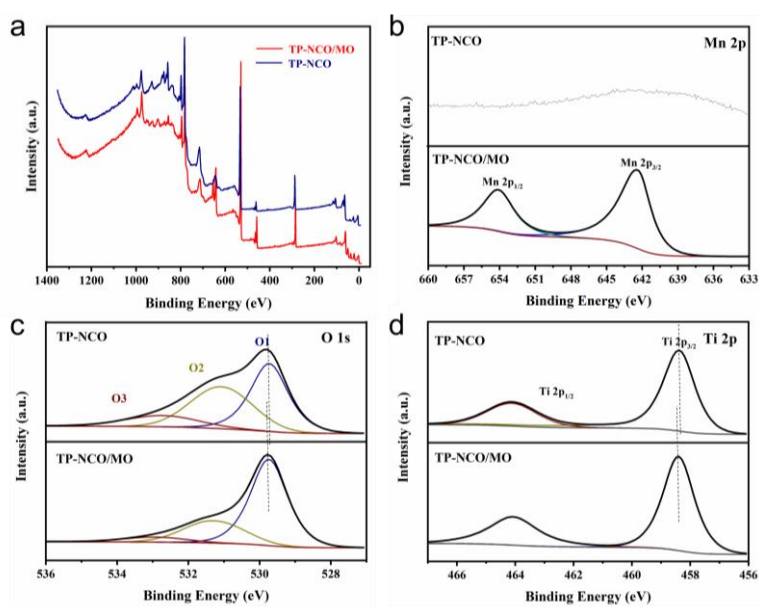 a
TP-NCO/MO
TP-NCO
Intensity (a.u.)
1400 1200 1000 800 600 400 200 0
Binding Energy (eV)
b
TP-NCO
Mn 2p
TP-NCO/MO
Mn 2p1/2
Mn 2p3/2
Intensity (a.u.)
660 657 654 651 648 645 642 639 636 633
Binding Energy (eV)
c
TP-NCO
O 1s
O1
O2
O3
TP-NCO/MO
Intensity (a.u.)
536 534 532 530 528
Binding Energy (eV)
d
TP-NCO
Ti 2p
Ti 2p3/2
Ti 2p1/2
TP-NCO/MO
Intensity (a.u.)
466 464 462 460 458 456
Binding Energy (eV)